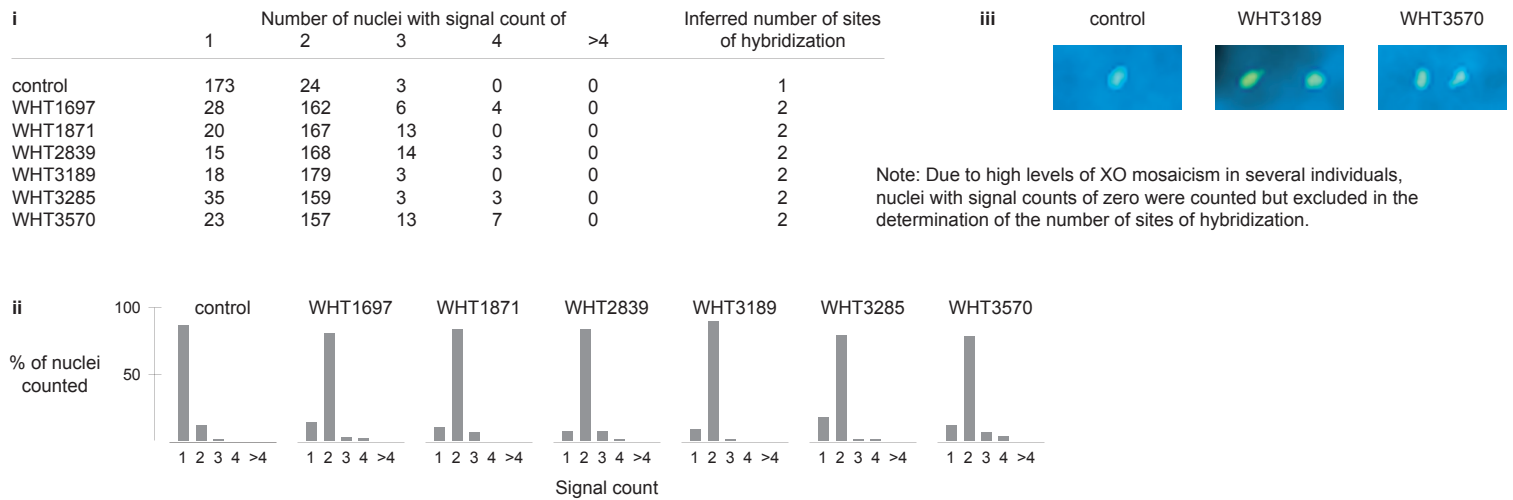 i Number of nuclei with signal count of Inferred number of sites
1 2 3 4 >4 of hybridization
control 173 24 3 0 0 1
WHT1697 28 162 6 4 0 2
WHT1871 20 167 13 0 0 2
WHT2839 15 168 14 3 0 2
WHT3189 18 179 3 0 0 2
WHT3285 35 159 3 3 0 2
WHT3570 23 157 13 7 0 2
iii control WHT3189 WHT3570
Note: Due to high levels of XO mosaicism in several individuals,
nuclei with signal counts of zero were counted but excluded in the
determination of the number of sites of hybridization.
ii 100 control WHT1697 WHT1871 WHT2839 WHT3189 WHT3285 WHT3570
% of nuclei
counted
50
1 2 3 4 >4 1 2 3 4 >4 1 2 3 4 >4 1 2 3 4 >4 1 2 3 4 >4 1 2 3 4 >4 1 2 3 4 >4
Signal count